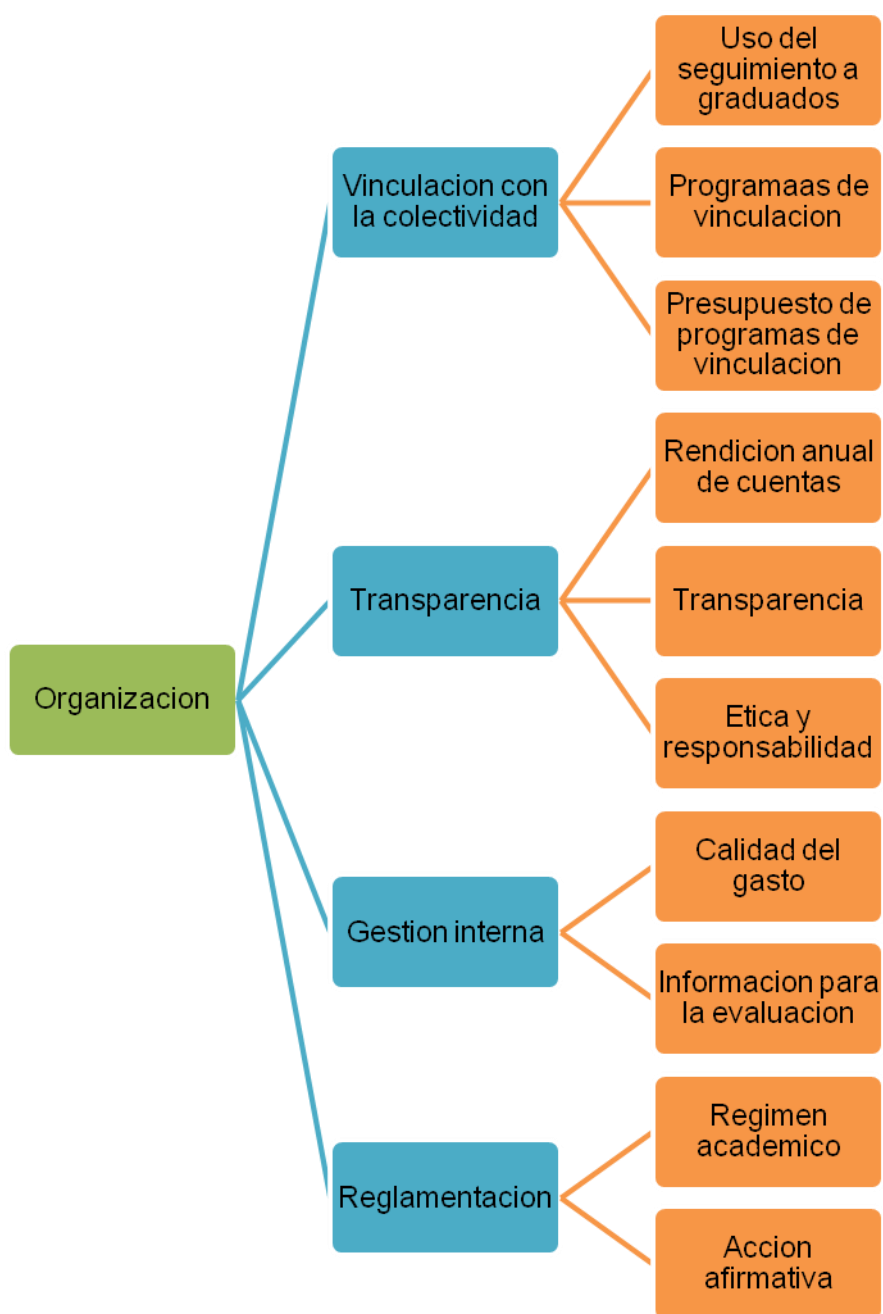 Uso del
seguimiento a
graduados
Vinculacion con
la colectividad
Programaas de
vinculacion
Presupuesto de
programas de
vinculacion
Rendicion anual
de cuentas
Transparencia
Transparencia
Etica y
responsabilidad
Organizacion
Calidad del
gasto
Gestion interna
Informacion para
la evaluacion
Regimen
academico
Reglamentacion
Accion
afirmativa